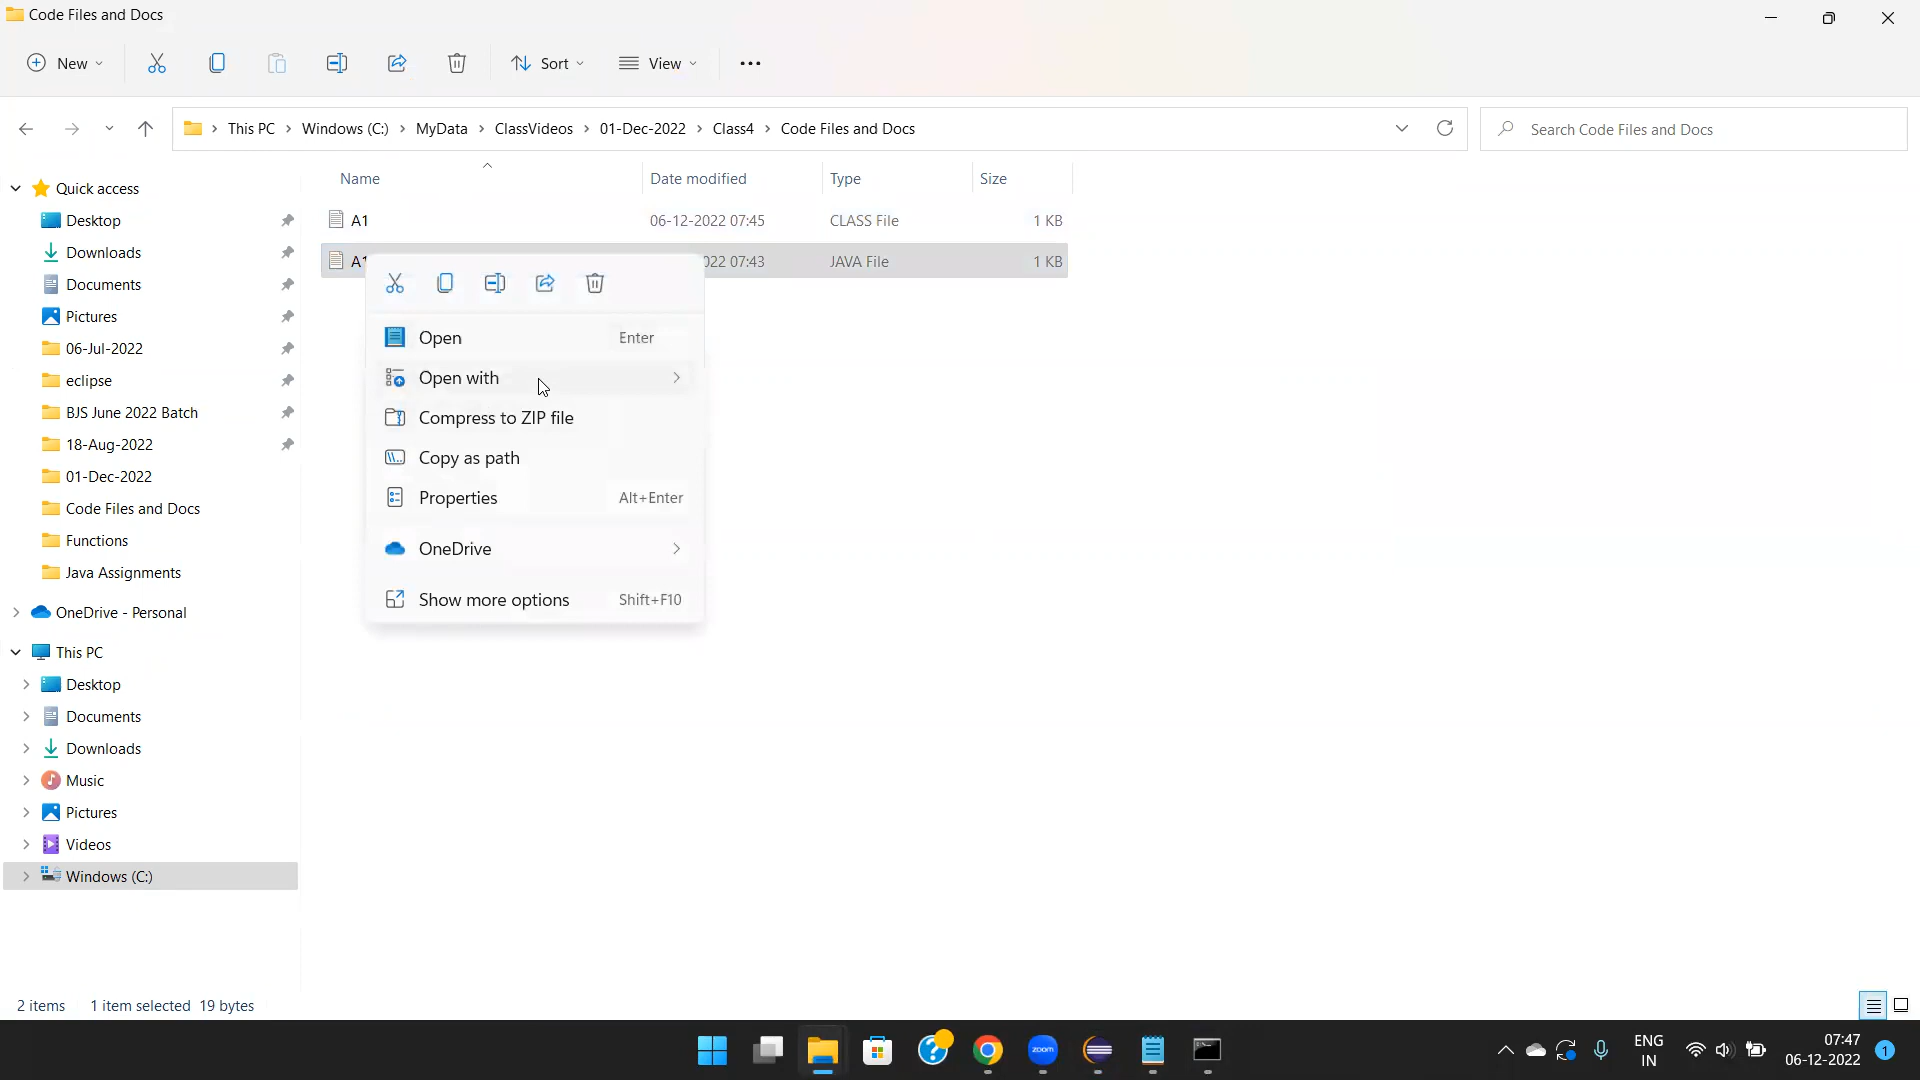 Code Files and Docs
New
Sort
View
This PC > Windows (C:) > MyData > ClassVideos > 01-Dec-2022 > Class4 > Code Files and Docs
Search Code Files and Docs
Name Date modified Type Size
A1 06-12-2022 07:45 CLASS File 1 KB
A1 022 07:43 JAVA File 1 KB
Open Enter
Open with
Compress to ZIP file
Copy as path
Properties Alt+Enter
OneDrive
Show more options Shift+F10
Quick access
Desktop
Downloads
Documents
Pictures
06-Jul-2022
eclipse
BJS June 2022 Batch
18-Aug-2022
01-Dec-2022
Code Files and Docs
Functions
Java Assignments
OneDrive - Personal
This PC
Desktop
Documents
Downloads
Music
Pictures
Videos
Windows (C:)
2 items 1 item selected 19 bytes
zoom
ENG
IN
07:47
06-12-2022
1